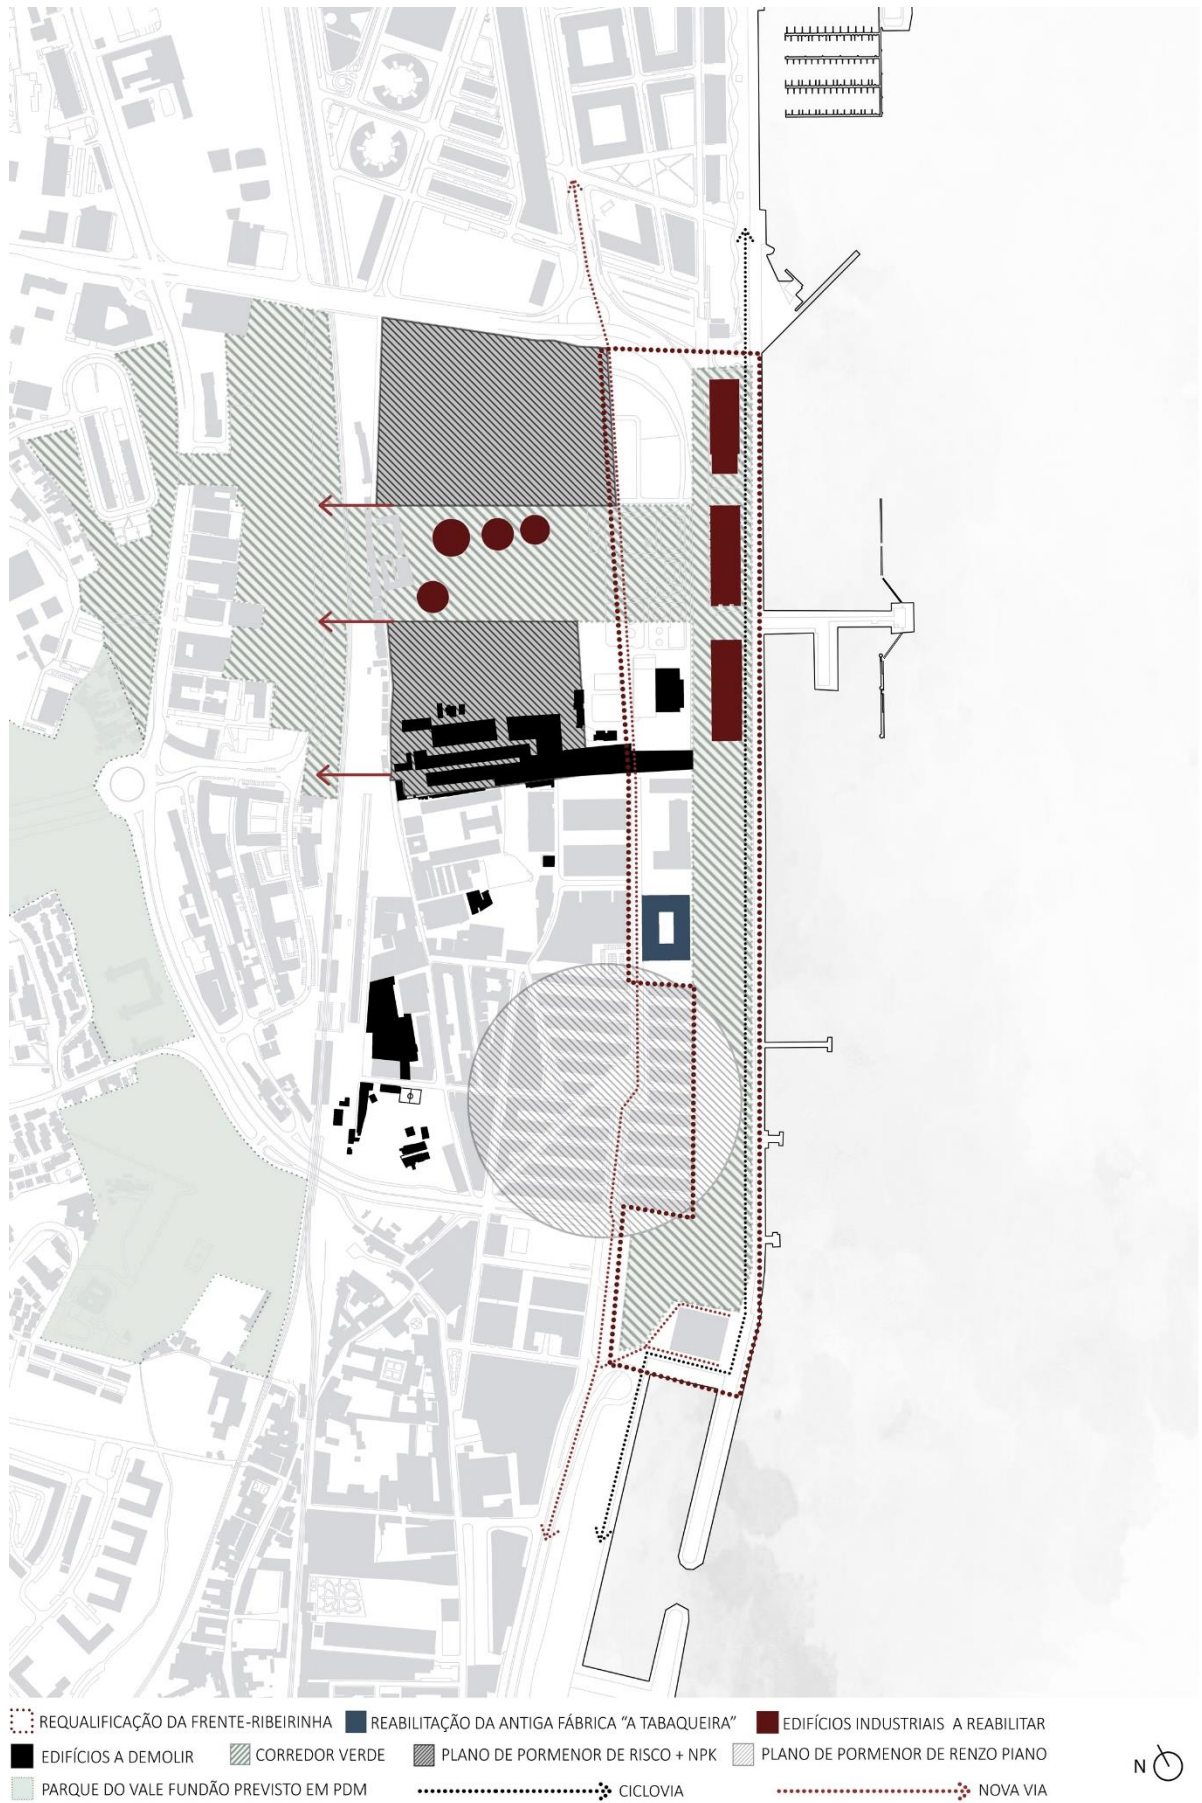 REQUALIFICAÇÃO DA FRENTE-RIBEIRINHA REABILITAÇÃO DA ANTIGA FÁBRICA “A TABAQUEIRA” EDIFÍCIOS INDUSTRIAIS A REABILITAR
EDIFÍCIOS A DEMOLIR CORREDOR VERDE PLANO DE PORMENOR DE RISCO + NPK PLANO DE PORMENOR DE RENZO PIANO
PARQUE DO VALE FUNDÃO PREVISTO EM PDM CICLOVIA NOVA VIA
N